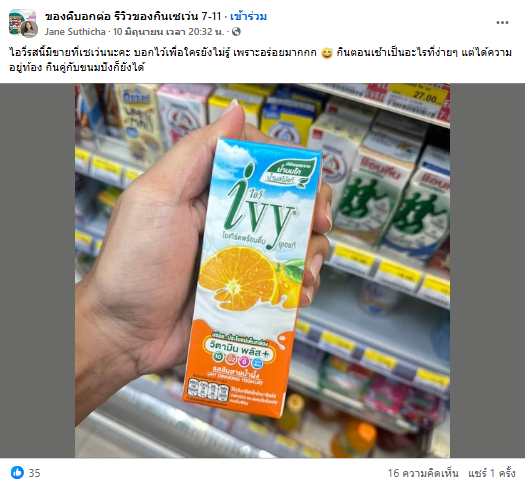 ของดีบอกต่อ รีวิวของกินเซเว่น 7-11 · เข้าร่วม
Jane Suthicha · 10 มิถุนายน เวลา 20:32 น. ·
ไอวี่รสนี้มีขายที่เซเว่นนะคะ บอกไว้เผื่อใครยังไม่รู้ เพราะอร่อยมากกก 😅 กินตอนเช้าเป็นอะไรที่ง่ายๆ แต่ได้ความ
อยู่ท้อง กินคู่กับขนมปังก็ยังได้
27.00
น้ำนมโค
ไอวี่
ivy
โยเกิร์ตพร้อมดื่ม ยูเอชที
วิตามิน พลัส+
รสส้มสายน้ำผึ้ง
UHT DRINKING YOGHURT
35
16 ความคิดเห็น แชร์ 1 ครั้ง